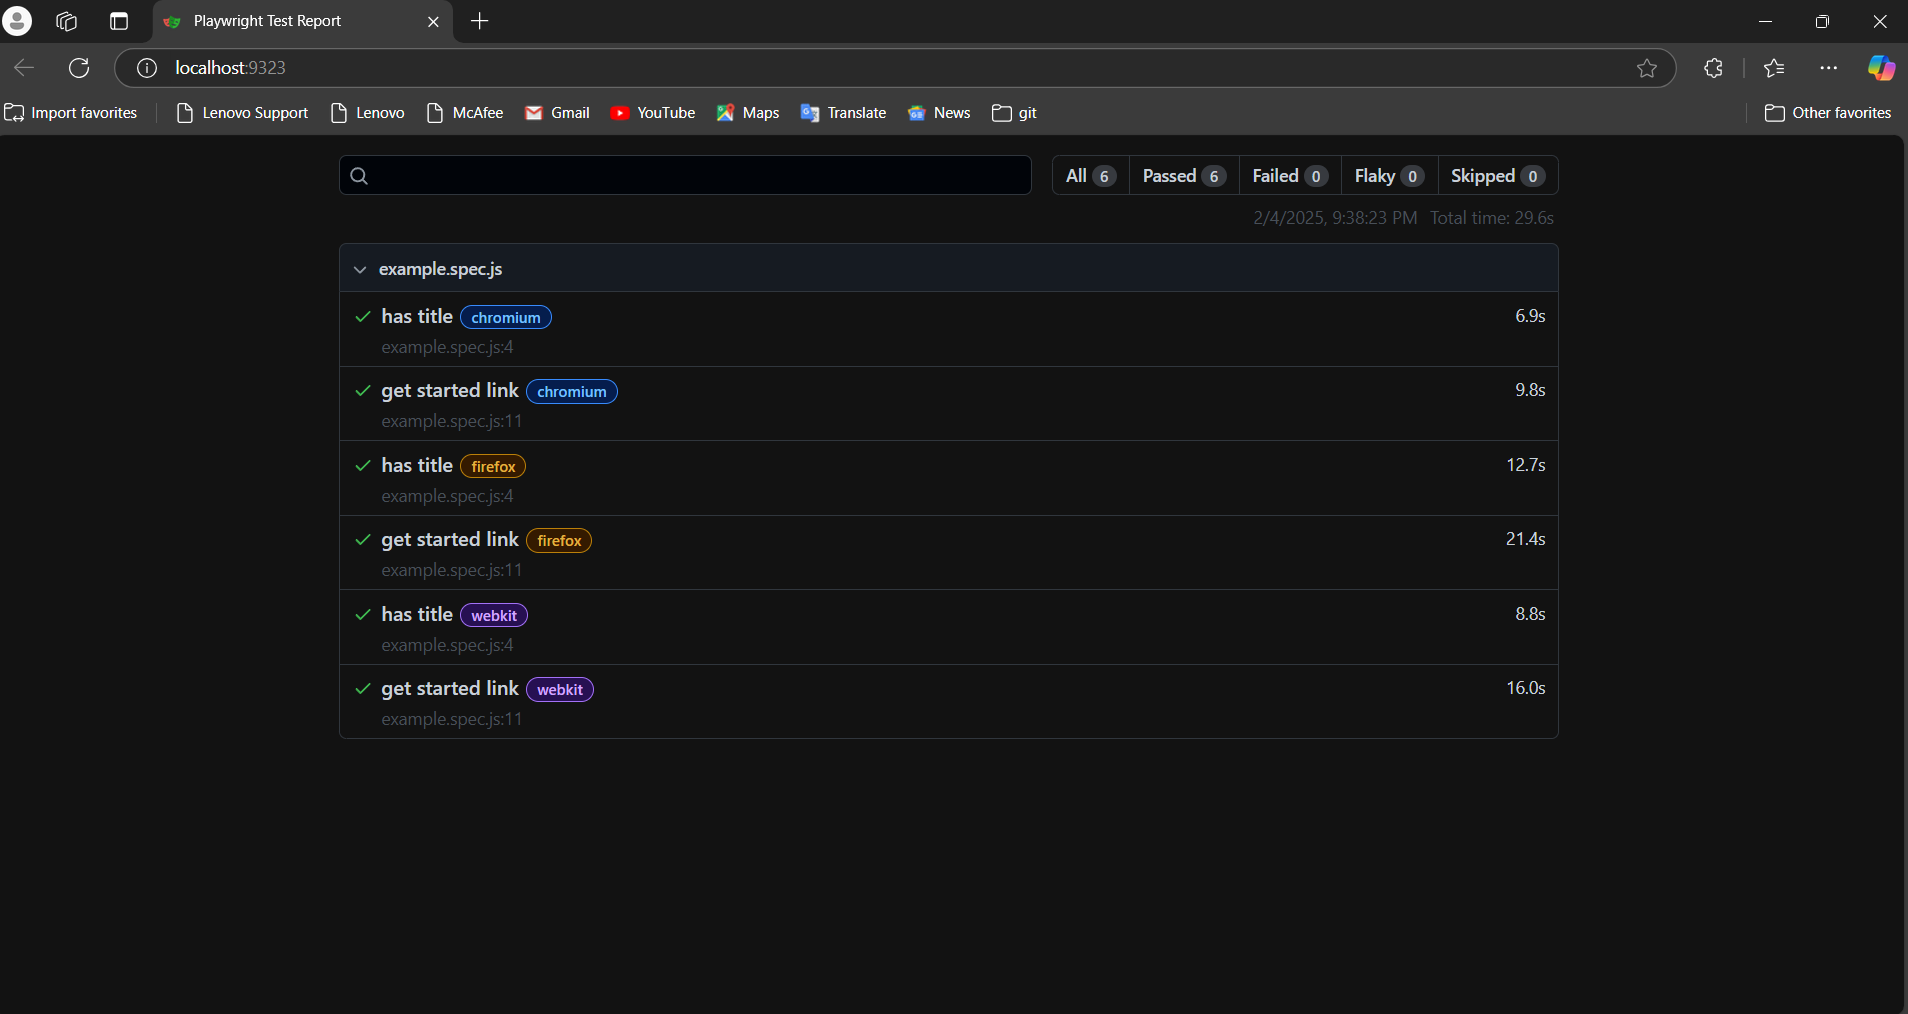 Playwright Test Report
localhost:9323
Import favorites Lenovo Support Lenovo McAfee Gmail YouTube Maps Translate News git Other favorites
All 6 Passed 6 Failed 0 Flaky 0 Skipped 0
2/4/2025, 9:38:23 PM Total time: 29.6s
example.spec.js
has title chromium 6.9s
example.spec.js:4
get started link chromium 9.8s
example.spec.js:11
has title firefox 12.7s
example.spec.js:4
get started link firefox 21.4s
example.spec.js:11
has title webkit 8.8s
example.spec.js:4
get started link webkit 16.0s
example.spec.js:11